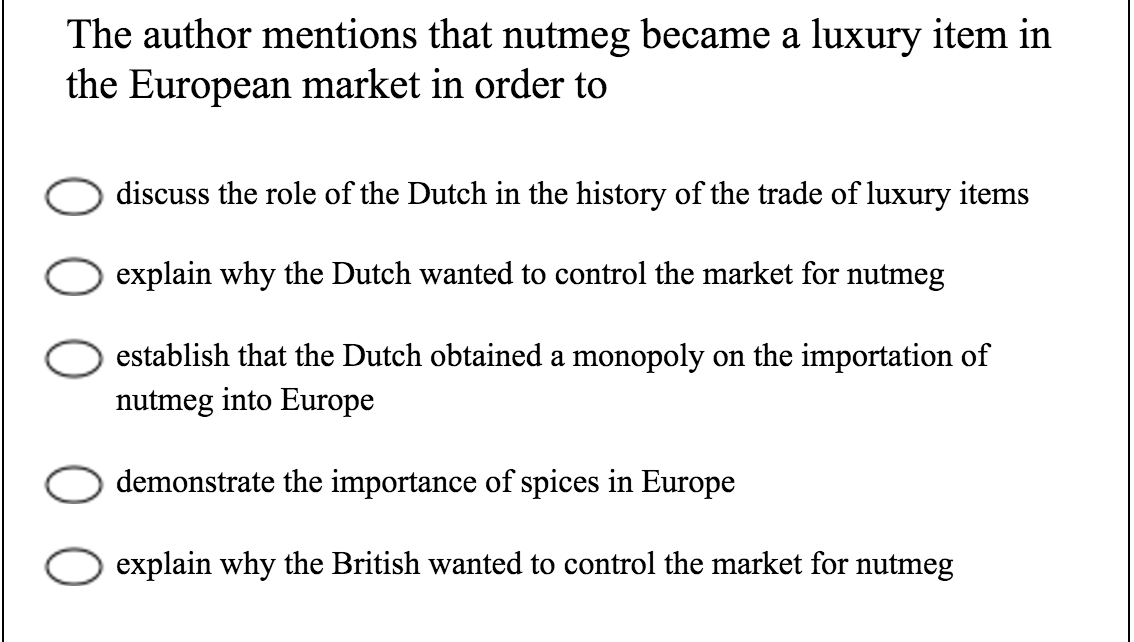 The author mentions that nutmeg became a luxury item in
the European market in order to
discuss the role of the Dutch in the history of the trade of luxury items
explain why the Dutch wanted to control the market for nutmeg
establish that the Dutch obtained a monopoly on the importation of
nutmeg into Europe
demonstrate the importance of spices in Europe
explain why the British wanted to control the market for nutmeg